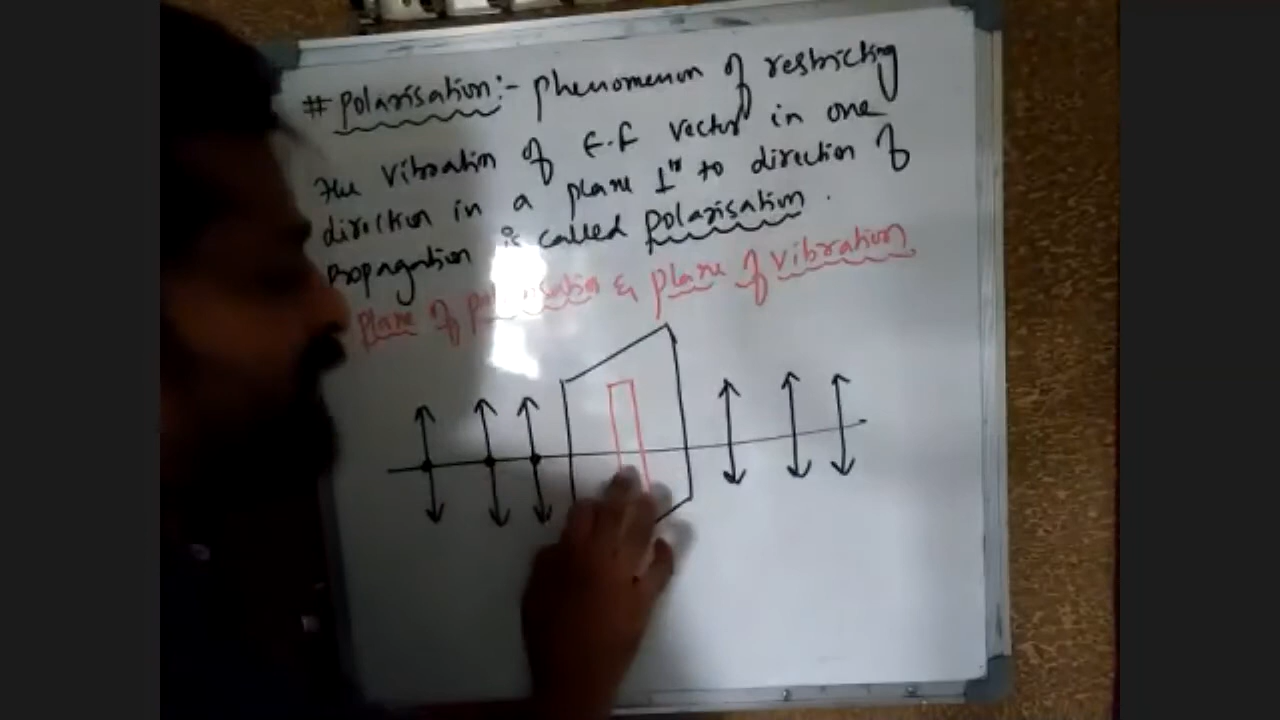 # Polarisation:- phenomenon of restricting
the vibration of E.F vector in one
direction in a plane ⊥r to direction of
propagation is called polarisation.
Plane of polarisation & plane of vibration